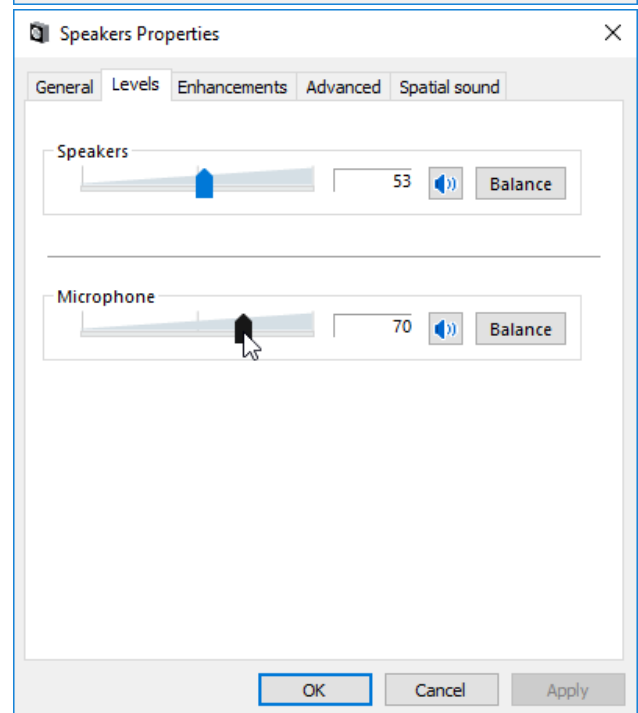 Speakers Properties
General Levels Enhancements Advanced Spatial sound
Speakers
53 Balance
Microphone
70 Balance
OK Cancel Apply